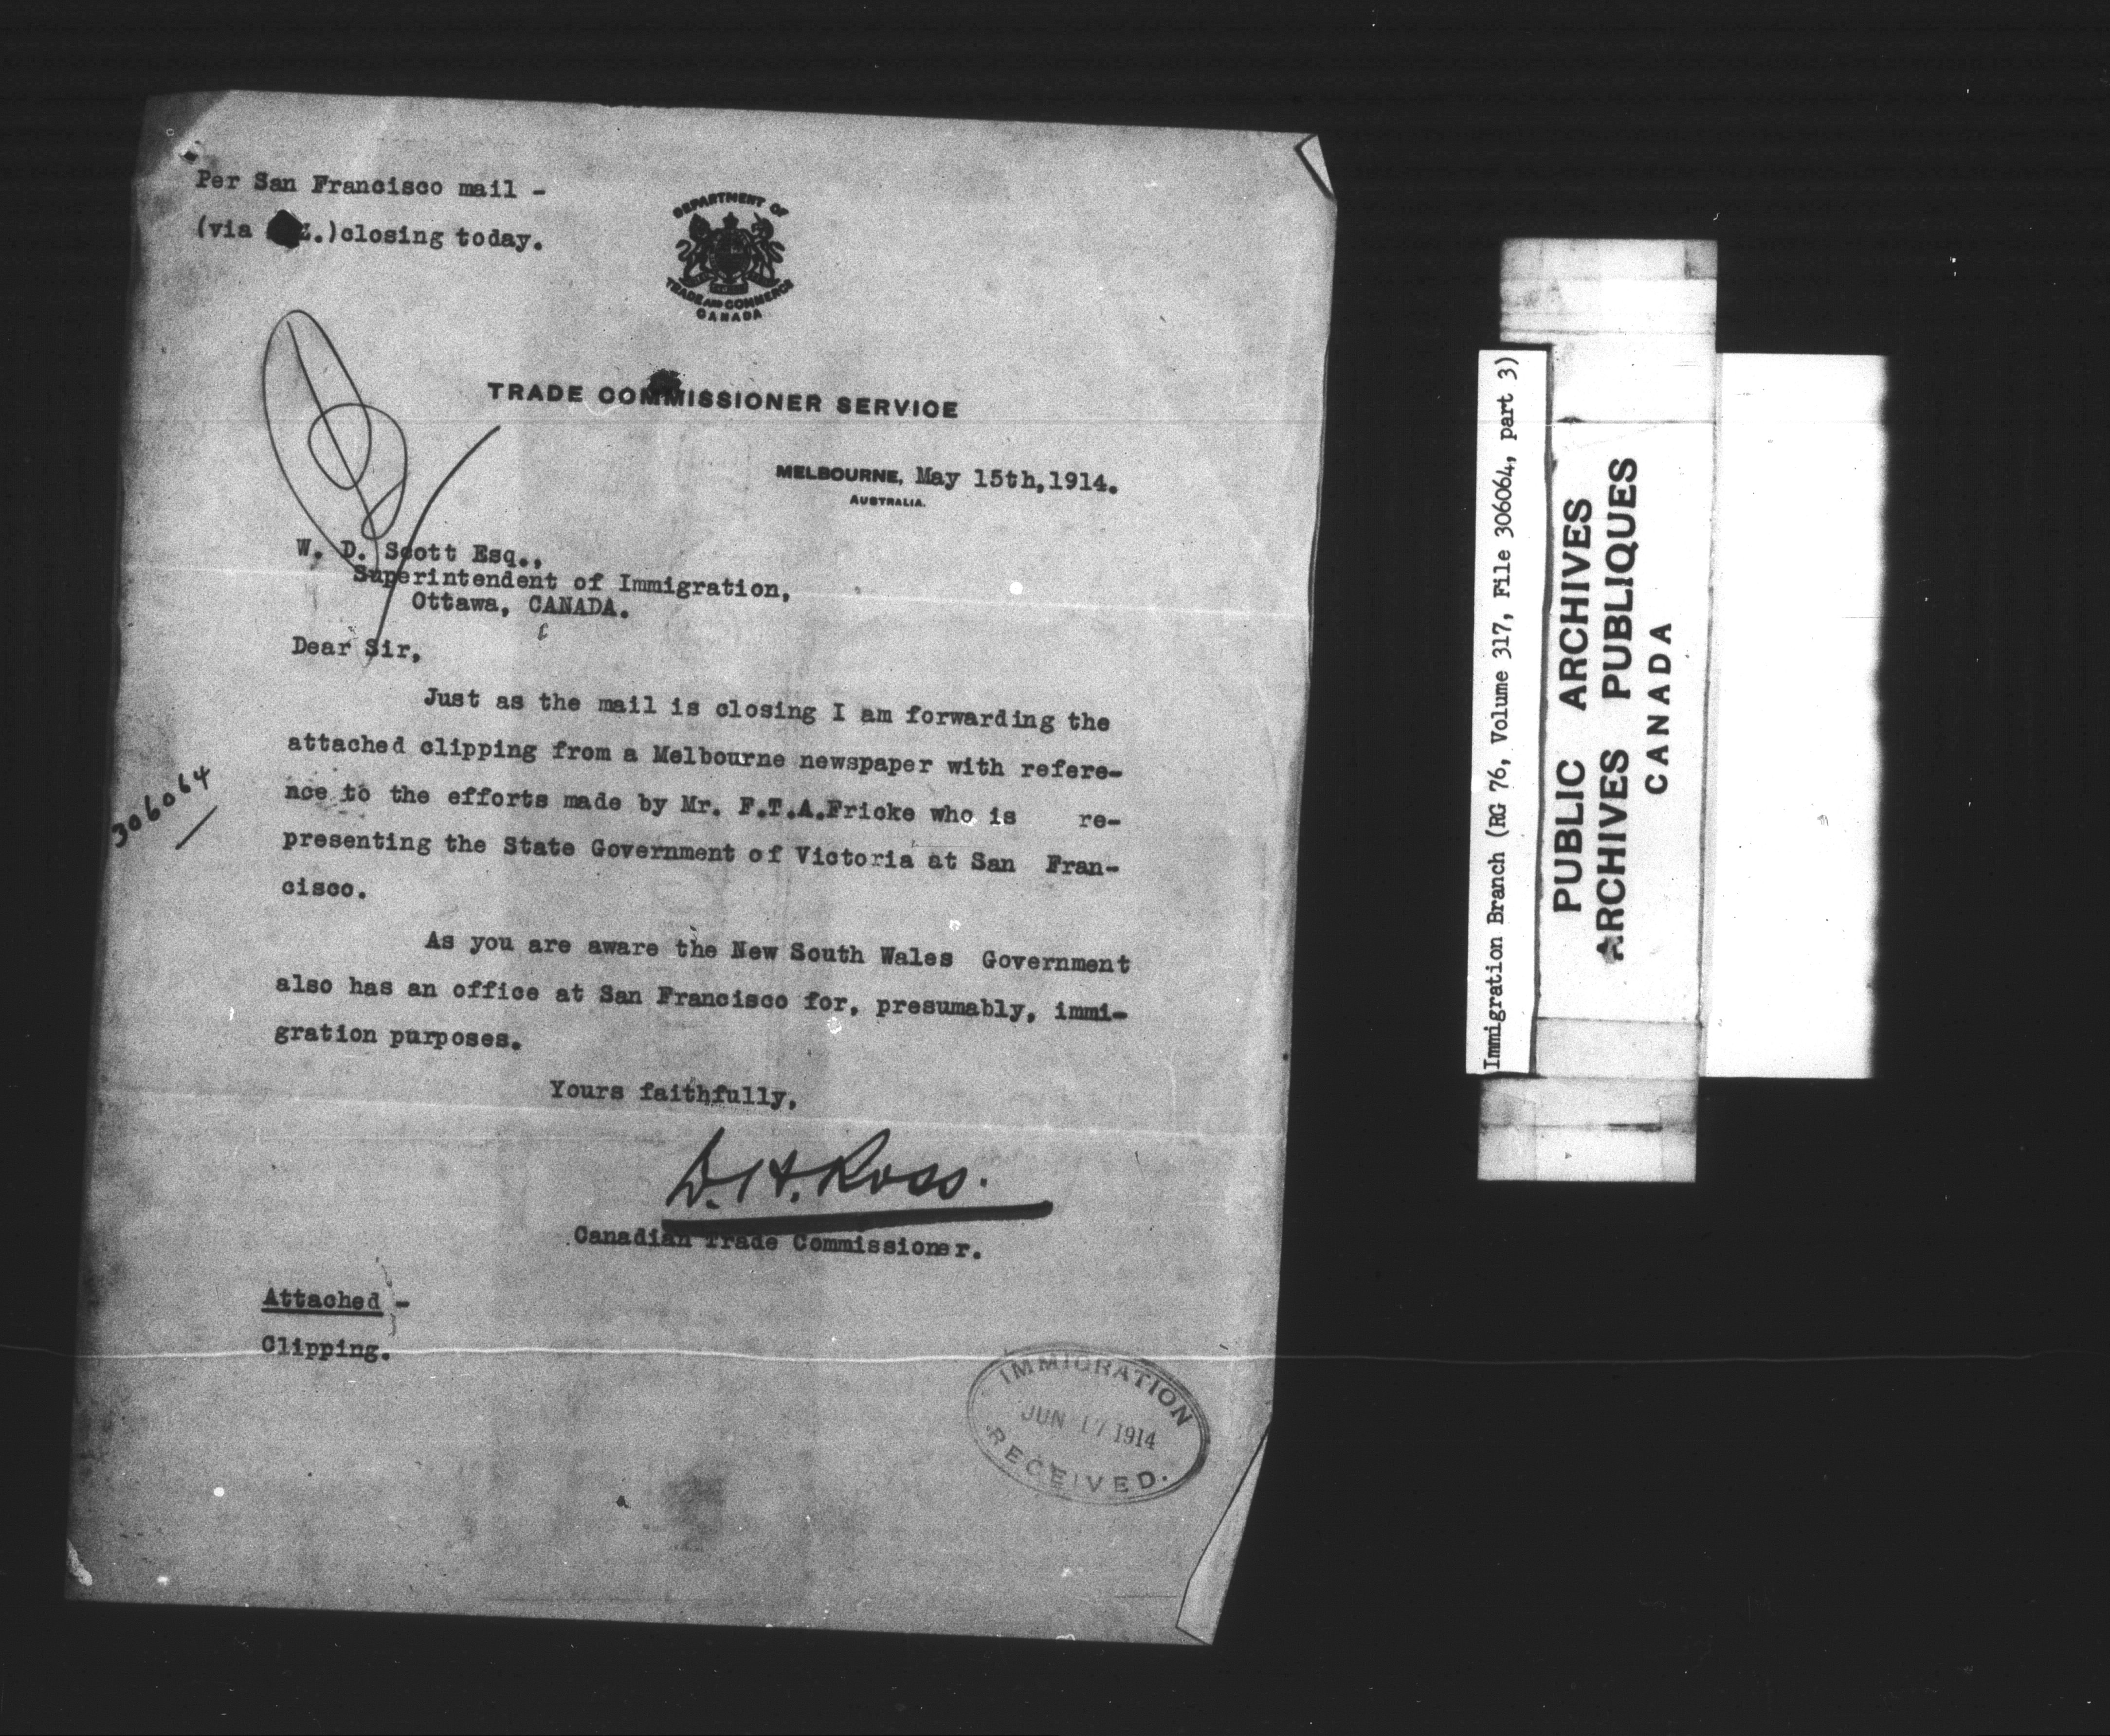 Per San Francisco mail -
(via Z.)closing today.
DEPARTMENT OF
TRADE AND COMMERCE
CANADA
TRADE COMMISSIONER SERVICE
MELBOURNE, May 15th,1914.
AUSTRALIA.
W. D. Scott Esq.,
Superintendent of Immigration,
Ottawa, CANADA.
Dear Sir,
Just as the mail is closing I am forwarding the
attached clipping from a Melbourne newspaper with refere-
nce to the efforts made by Mr. F.T.A.Fricke who is re-
presenting the State Government of Victoria at San Fran-
cisco.
306064
As you are aware the New South Wales Government
also has an office at San Francisco for, presumably, immi-
gration purposes.
Yours faithfully,
D. H. Ross.
Canadian Trade Commissioner.
Attached -
Clipping.
IMMIGRATION
JUN 17 1914
RECEIVED.
Immigration Branch (RG 76, Volume 317, File 306064, part 3)
PUBLIC ARCHIVES
ARCHIVES PUBLIQUES
CANADA